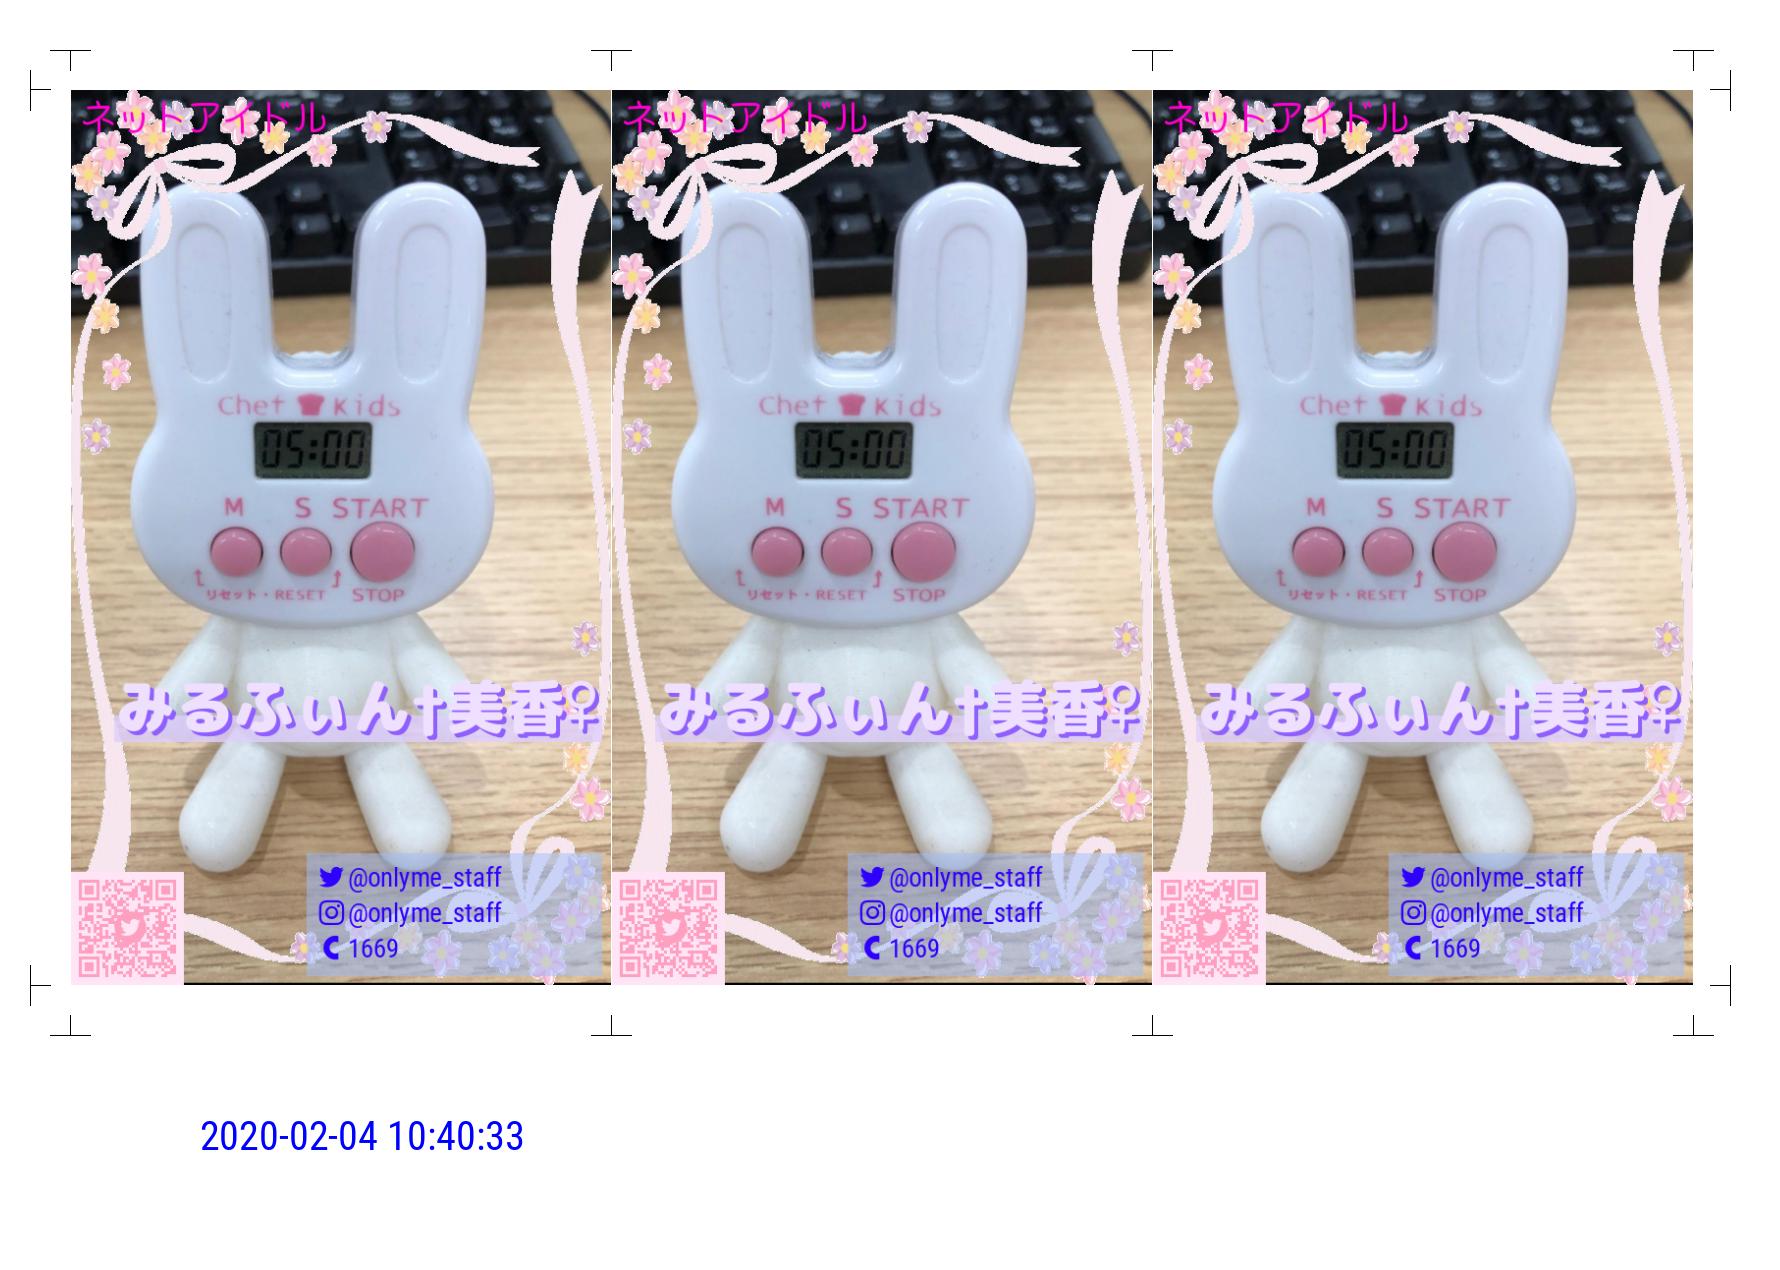 ネットアイドル
Chef Kids
05:00
M S START
リセット・RESET STOP
みるふぃん†美香♀
@onlyme_staff
@onlyme_staff
1669
ネットアイドル
Chef Kids
05:00
M S START
リセット・RESET STOP
みるふぃん†美香♀
@onlyme_staff
@onlyme_staff
1669
ネットアイドル
Chef Kids
05:00
M S START
リセット・RESET STOP
みるふぃん†美香♀
@onlyme_staff
@onlyme_staff
1669
2020-02-04 10:40:33